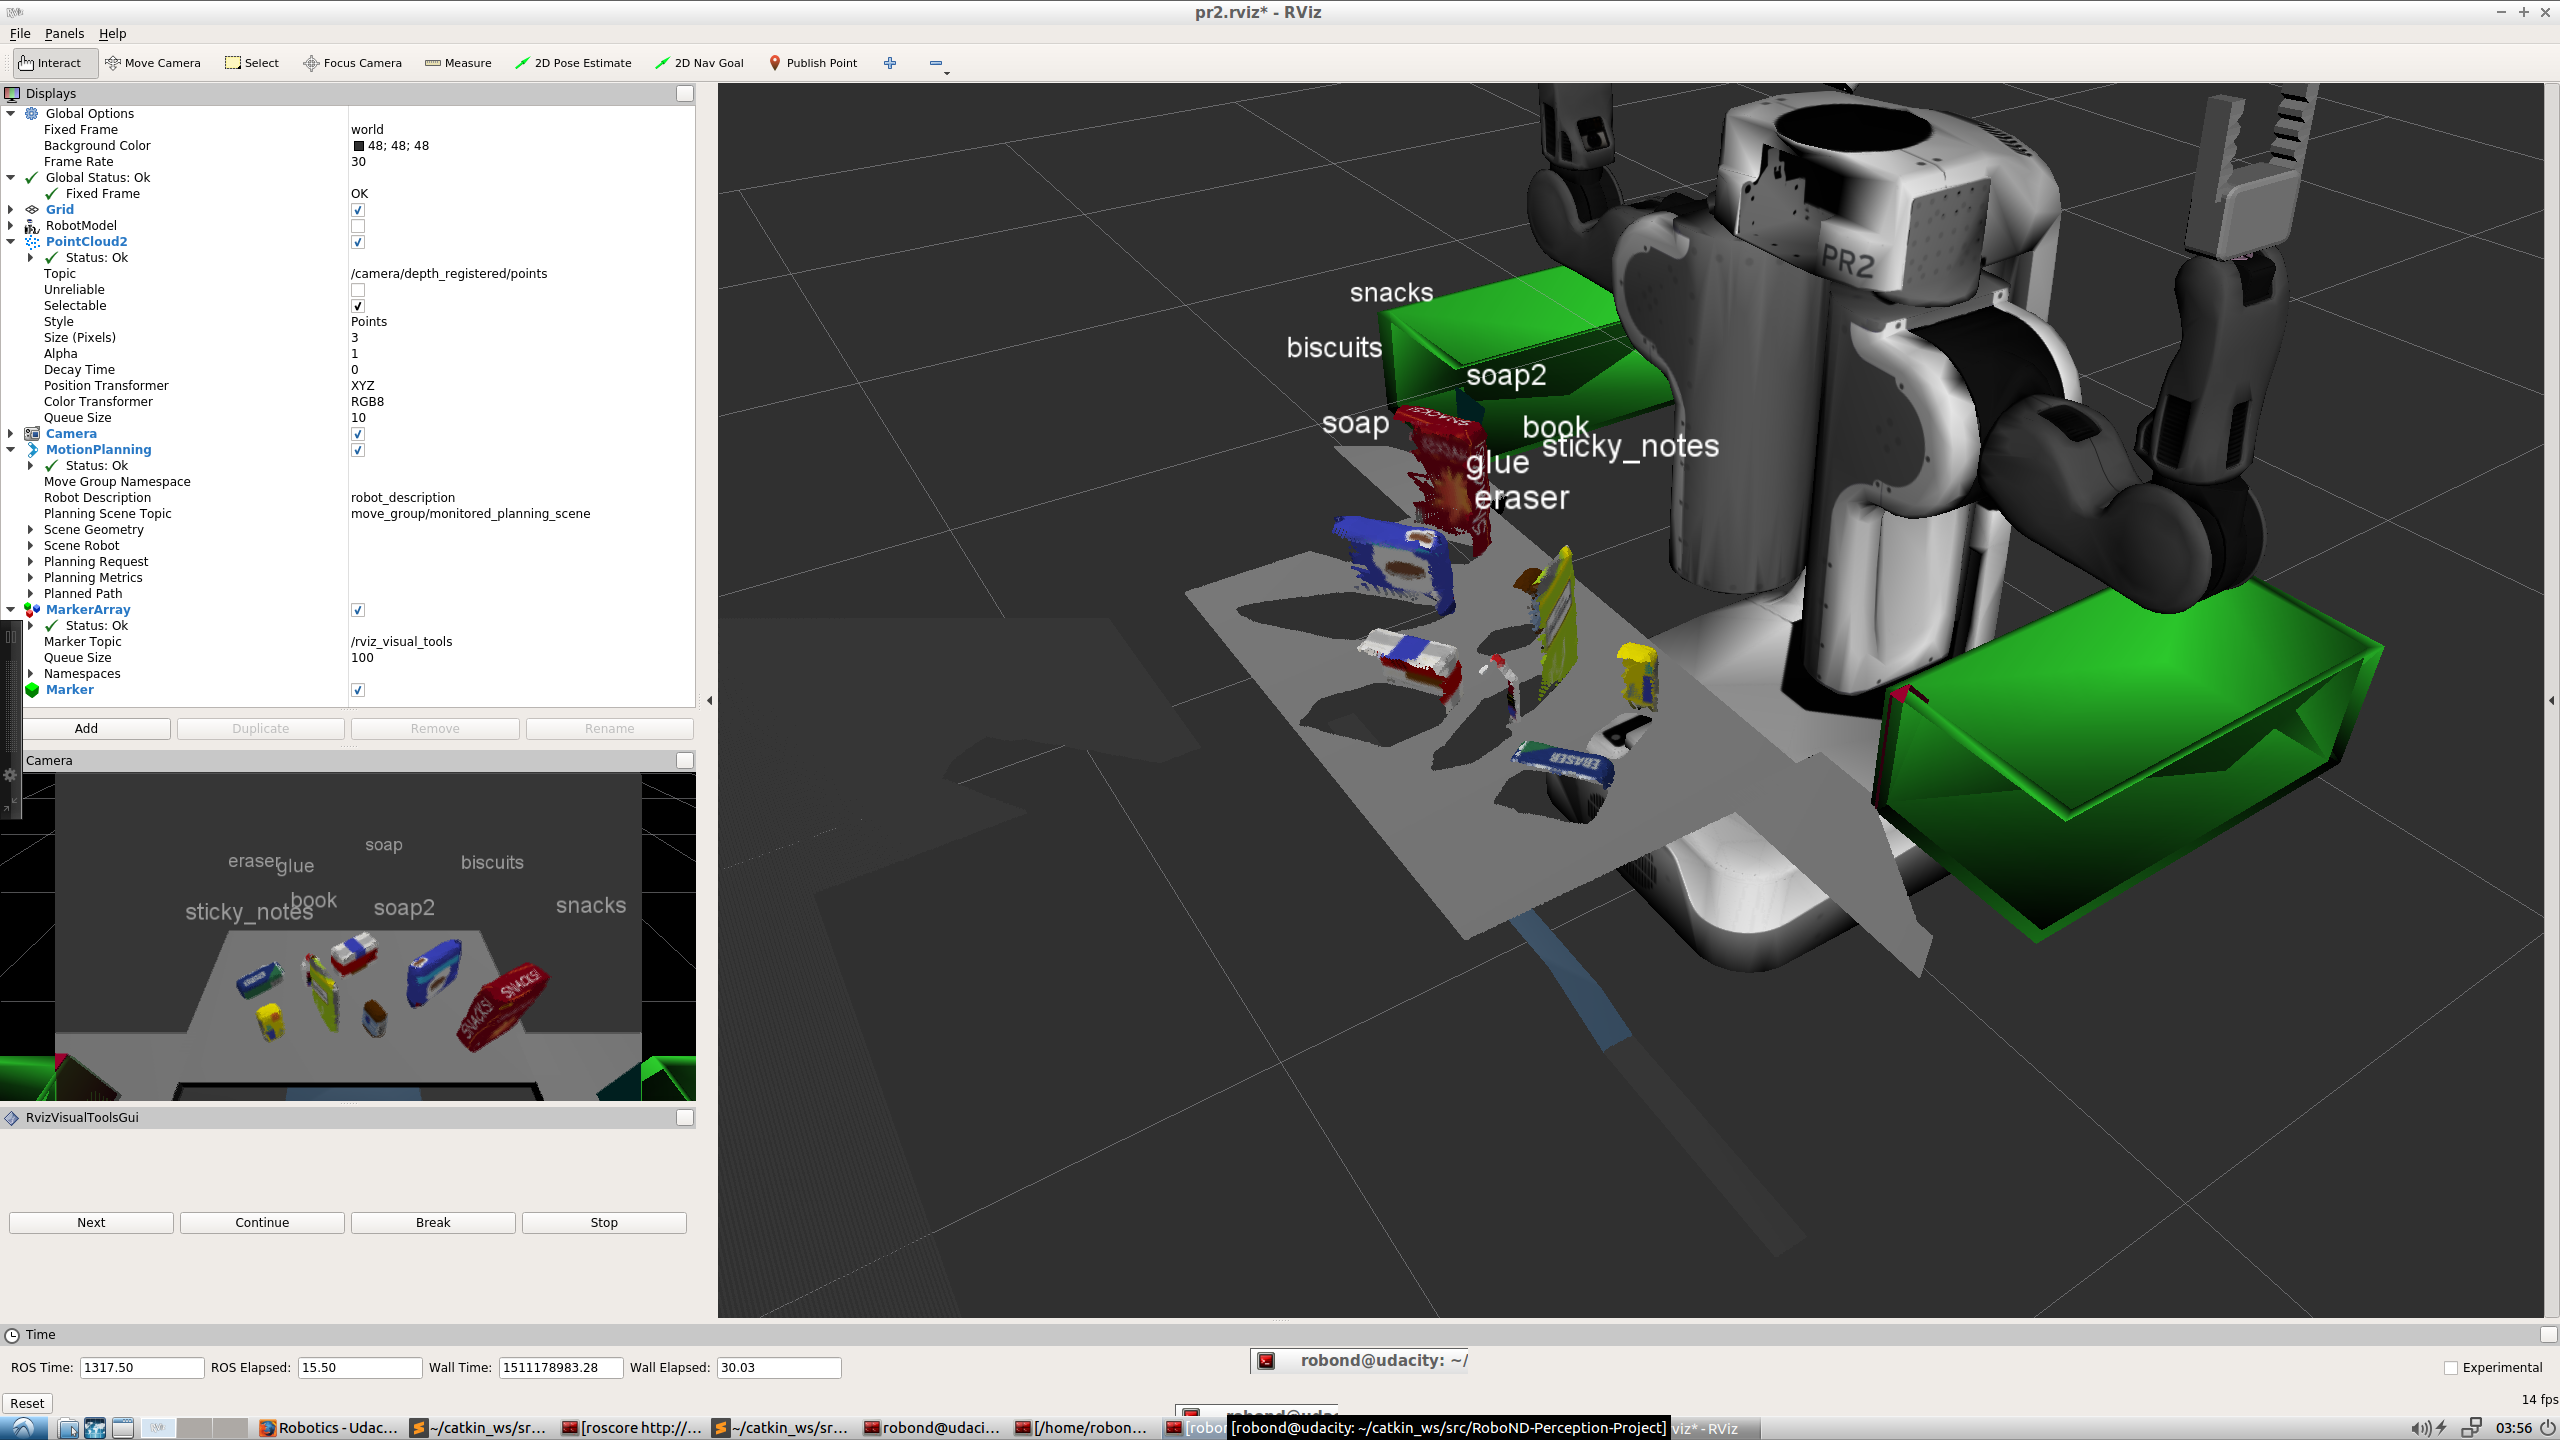 pr2.rviz* - RViz
File Panels Help
Interact Move Camera Select Focus Camera Measure 2D Pose Estimate 2D Nav Goal Publish Point
Displays
Global Options
Fixed Frame world
Background Color 48; 48; 48
Frame Rate 30
Global Status: Ok
Fixed Frame OK
Grid
RobotModel
PointCloud2
Status: Ok
Topic /camera/depth_registered/points
Unreliable
Selectable
Style Points
Size (Pixels) 3
Alpha 1
Decay Time 0
Position Transformer XYZ
Color Transformer RGB8
Queue Size 10
Camera
MotionPlanning
Status: Ok
Move Group Namespace
Robot Description robot_description
Planning Scene Topic move_group/monitored_planning_scene
Scene Geometry
Scene Robot
Planning Request
Planning Metrics
Planned Path
MarkerArray
Status: Ok
Marker Topic /rviz_visual_tools
Queue Size 100
Namespaces
Marker
Add Duplicate Remove Rename
Camera
soap
eraser glue biscuits
book
sticky_notes soap2 snacks
ERASER
SNACKS!
SNACKS!
RvizVisualToolsGui
Next Continue Break Stop
PR2
snacks
biscuits
soap2
soap
book
sticky_notes
glue
eraser
SNACKS!
ERASER
Time
ROS Time: 1317.50 ROS Elapsed: 15.50 Wall Time: 1511178983.28 Wall Elapsed: 30.03
robond@udacity: ~/
Experimental
Reset
14 fps
Robotics - Udac... ~/catkin_ws/sr... [roscore http://... ~/catkin_ws/sr... robond@udaci... [/home/robon... [robon [robond@udacity: ~/catkin_ws/src/RoboND-Perception-Project] viz* - RViz 03:56